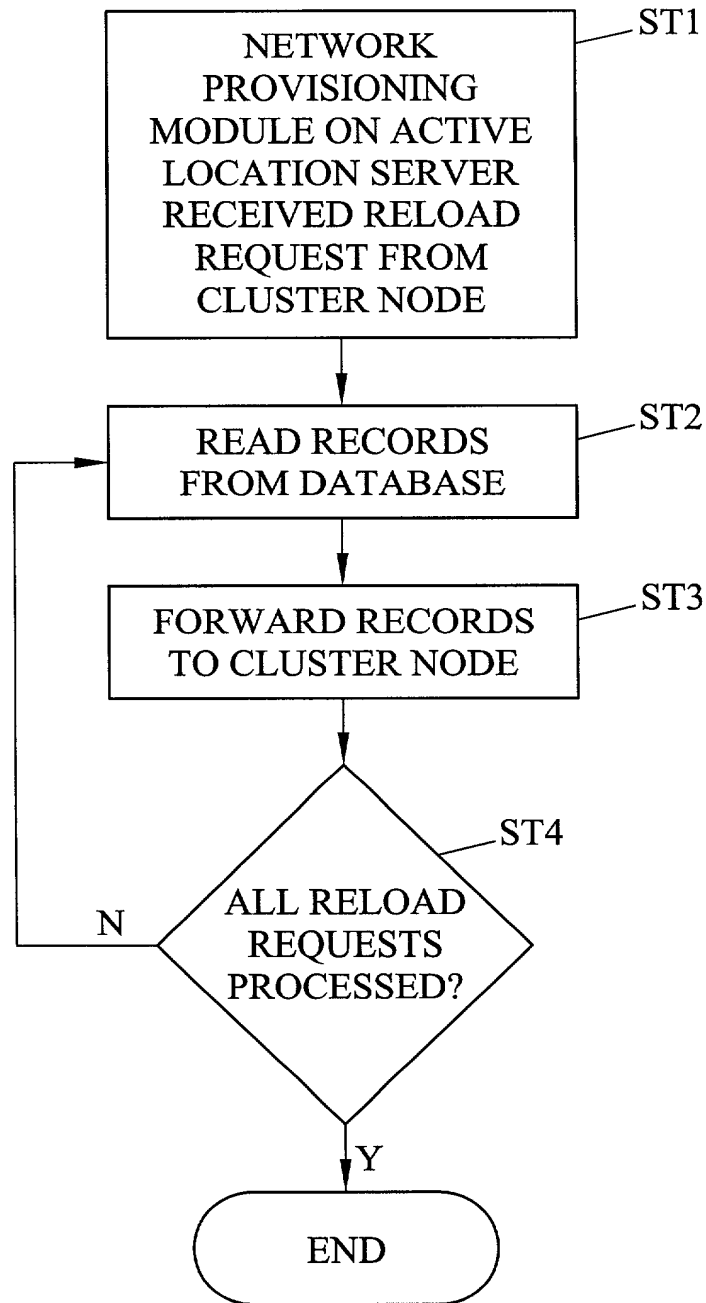 NETWORK
PROVISIONING
MODULE ON ACTIVE
LOCATION SERVER
RECEIVED RELOAD
REQUEST FROM
CLUSTER NODE
ST1
READ RECORDS
FROM DATABASE
ST2
FORWARD RECORDS
TO CLUSTER NODE
ST3
ST4
ALL RELOAD
REQUESTS
PROCESSED?
N
Y
END